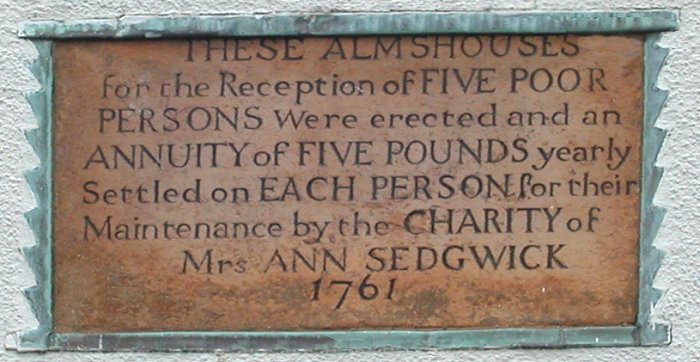 THESE ALMSHOUSES
for the Reception of FIVE POOR
PERSONS Were erected and an
ANNUITY of FIVE POUNDS yearly
Settled on EACH PERSON for their
Maintenance by the CHARITY of
Mrs ANN SEDGWICK
1761